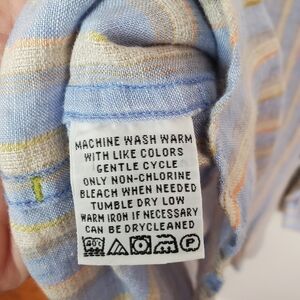 MACHINE WASH WARM
WITH LIKE COLORS
GENTLE CYCLE
ONLY NON-CHLORINE
BLEACH WHEN NEEDED
TUMBLE DRY LOW
WARM IRON IF NECESSARY
CAN BE DRYCLEANED
40C P